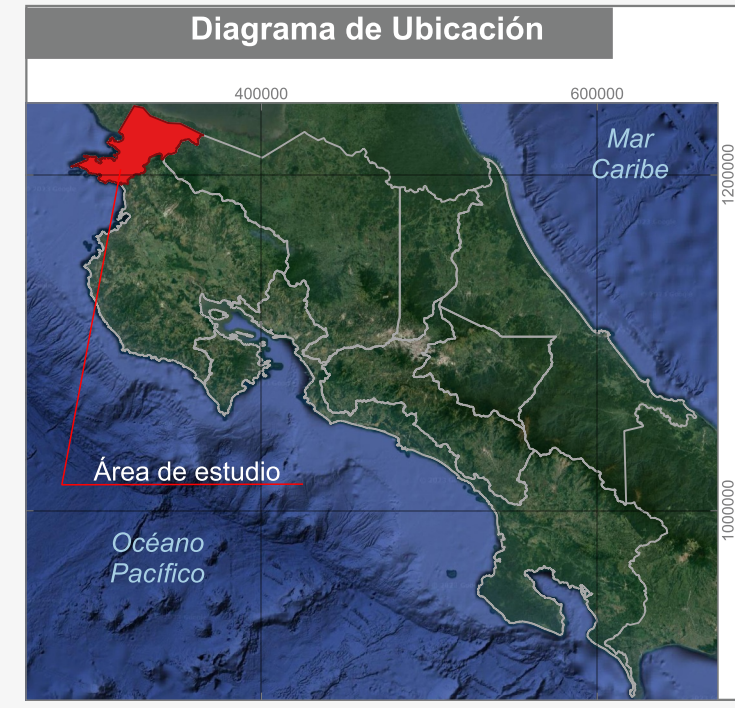 Diagrama de Ubicación
400000
600000
Mar
Caribe
1200000
Área de estudio
1000000
Océano
Pacífico